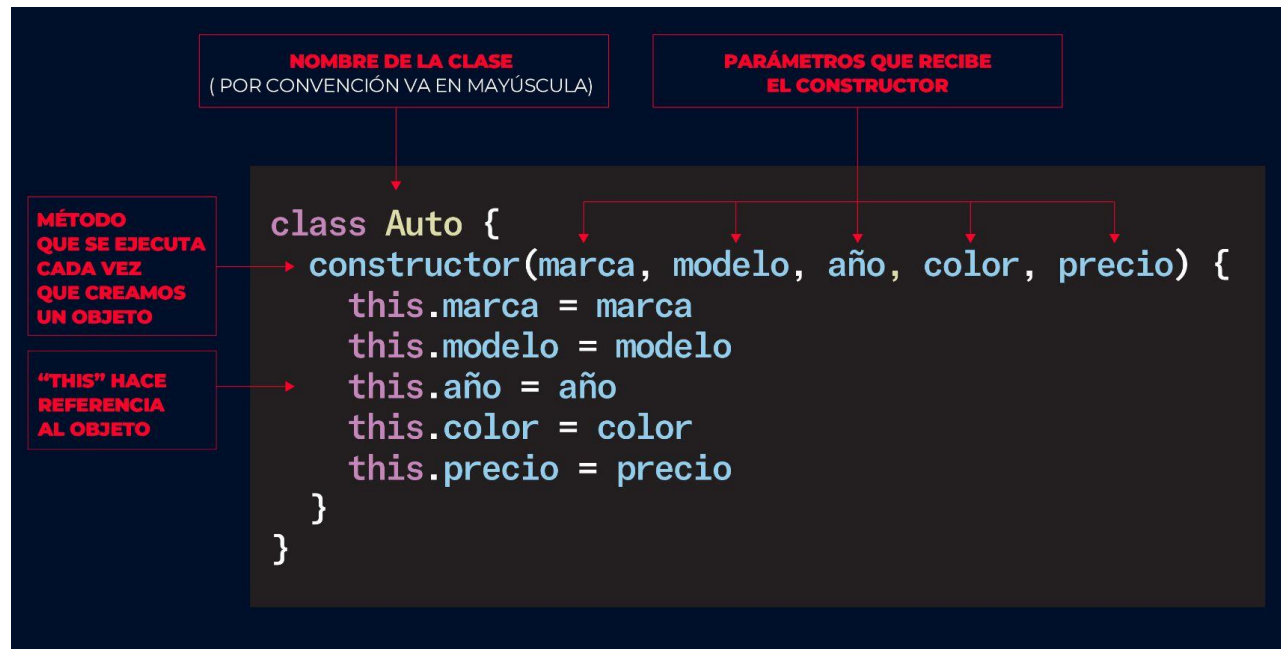 NOMBRE DE LA CLASE
( POR CONVENCIÓN VA EN MAYÚSCULA)
PARÁMETROS QUE RECIBE
EL CONSTRUCTOR
MÉTODO
QUE SE EJECUTA
CADA VEZ
QUE CREAMOS
UN OBJETO
“THIS” HACE
REFERENCIA
AL OBJETO
class Auto {
constructor(marca, modelo, año, color, precio) {
this.marca = marca
this.modelo = modelo
this.año = año
this.color = color
this.precio = precio
}
}